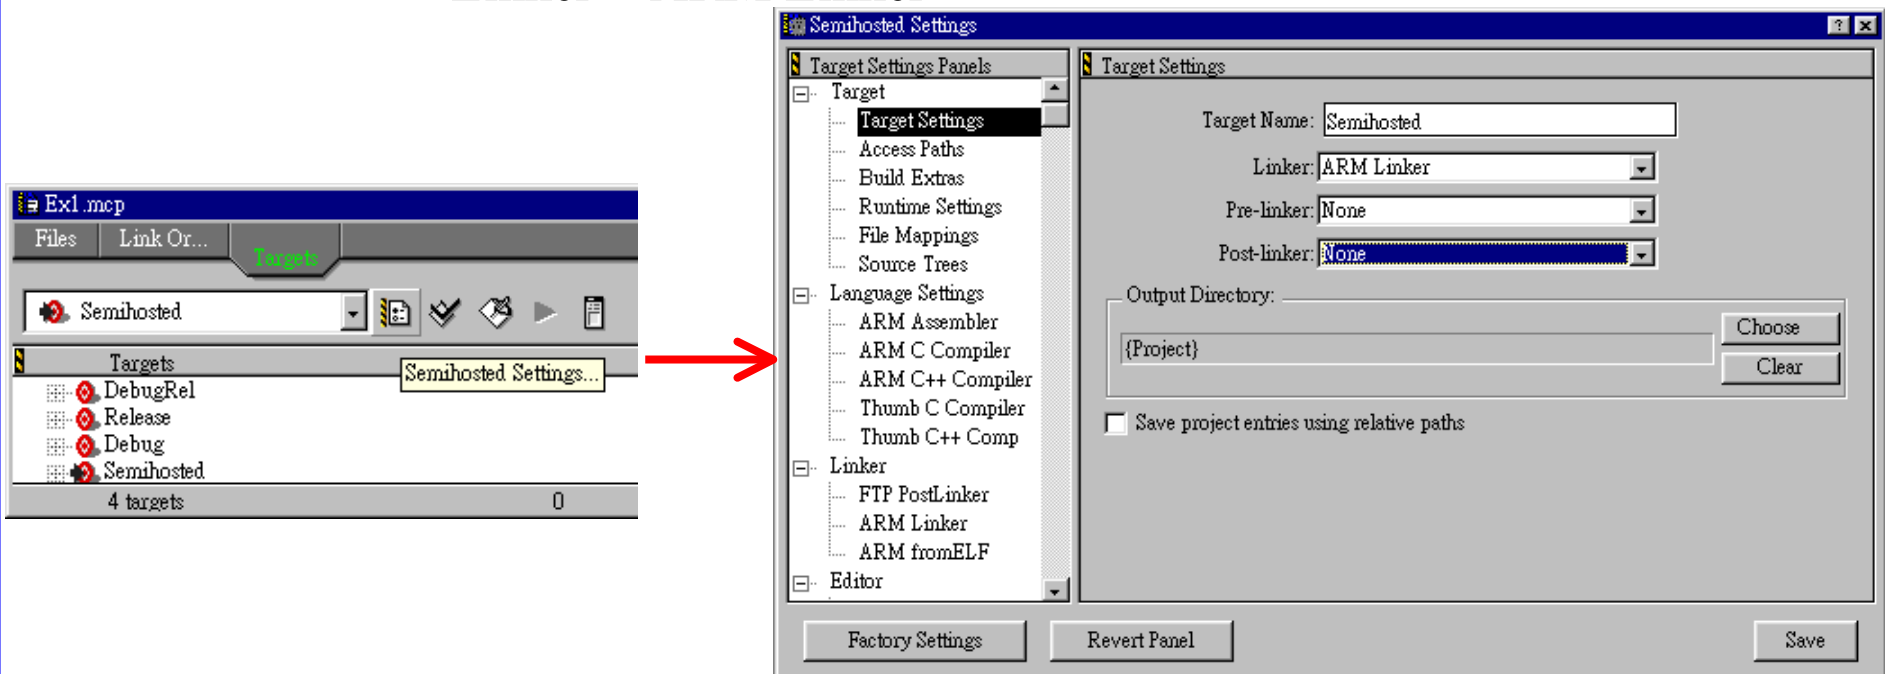 Ex1.mcp
Files
Link Or...
Targets
Semihosted
Targets
Semihosted Settings...
DebugRel
Release
Debug
Semihosted
4 targets
0
Semihosted Settings
Target Settings Panels
Target
Target Settings
Access Paths
Build Extras
Runtime Settings
File Mappings
Source Trees
Language Settings
ARM Assembler
ARM C Compiler
ARM C++ Compiler
Thumb C Compiler
Thumb C++ Comp
Linker
FTP PostLinker
ARM Linker
ARM fromELF
Editor
Target Settings
Target Name: Semihosted
Linker: ARM Linker
Pre-linker: None
Post-linker: None
Output Directory:
{Project}
Choose
Clear
Save project entries using relative paths
Factory Settings
Revert Panel
Save